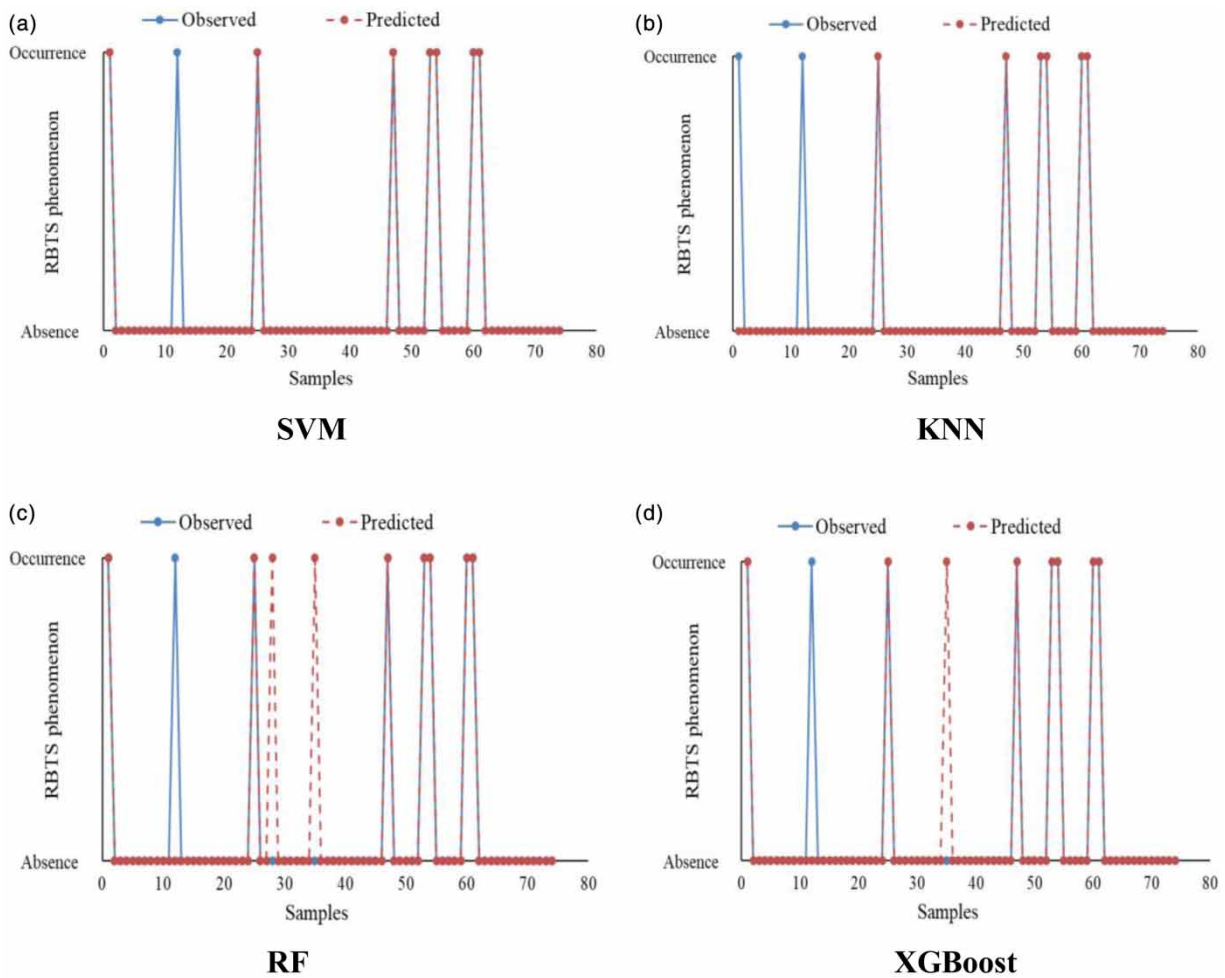 (a)
Observed Predicted
Occurrence
RBTS phenomenon
Absence
0 10 20 30 40 50 60 70 80
Samples
SVM
(b)
Observed Predicted
Occurrence
RBTS phenomenon
Absence
0 10 20 30 40 50 60 70 80
Samples
KNN
(c)
Observed Predicted
Occurrence
RBTS phenomenon
Absence
0 10 20 30 40 50 60 70 80
Samples
RF
(d)
Observed Predicted
Occurrence
RBTS phenomenon
Absence
0 10 20 30 40 50 60 70 80
Samples
XGBoost